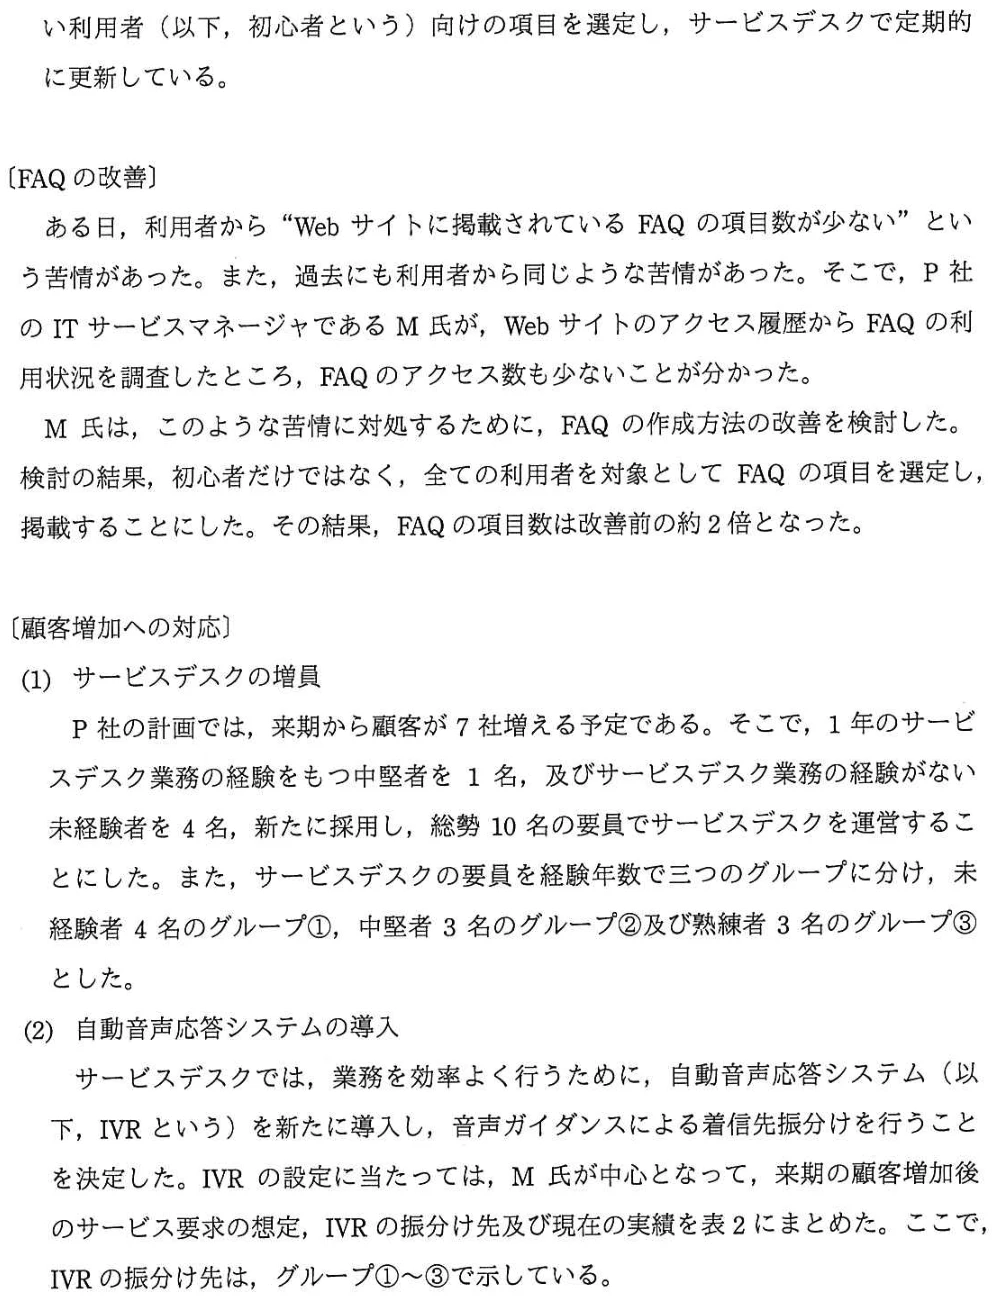 い利用者（以下，初心者という）向けの項目を選定し，サービスデスクで定期的
に更新している。
〔FAQ の改善〕
ある日，利用者から “Web サイトに掲載されている FAQ の項目数が少ない” とい
う苦情があった。また，過去にも利用者から同じような苦情があった。そこで，P 社
の IT サービスマネージャである M 氏が，Web サイトのアクセス履歴から FAQ の利
用状況を調査したところ，FAQ のアクセス数も少ないことが分かった。
M 氏は，このような苦情に対処するために，FAQ の作成方法の改善を検討した。
検討の結果，初心者だけではなく，全ての利用者を対象として FAQ の項目を選定し，
掲載することにした。その結果，FAQ の項目数は改善前の約 2 倍となった。
〔顧客増加への対応〕
(1) サービスデスクの増員
P 社の計画では，来期から顧客が 7 社増える予定である。そこで，1 年のサービ
スデスク業務の経験をもつ中堅者を 1 名，及びサービスデスク業務の経験がない
未経験者を 4 名，新たに採用し，総勢 10 名の要員でサービスデスクを運営するこ
とにした。また，サービスデスクの要員を経験年数で三つのグループに分け，未
経験者 4 名のグループ①，中堅者 3 名のグループ②及び熟練者 3 名のグループ③
とした。
(2) 自動音声応答システムの導入
サービスデスクでは，業務を効率よく行うために，自動音声応答システム（以
下，IVR という）を新たに導入し，音声ガイダンスによる着信先振分けを行うこと
を決定した。IVR の設定に当たっては，M 氏が中心となって，来期の顧客増加後
のサービス要求の想定，IVR の振分け先及び現在の実績を表 2 にまとめた。ここで，
IVR の振分け先は，グループ①～③で示している。